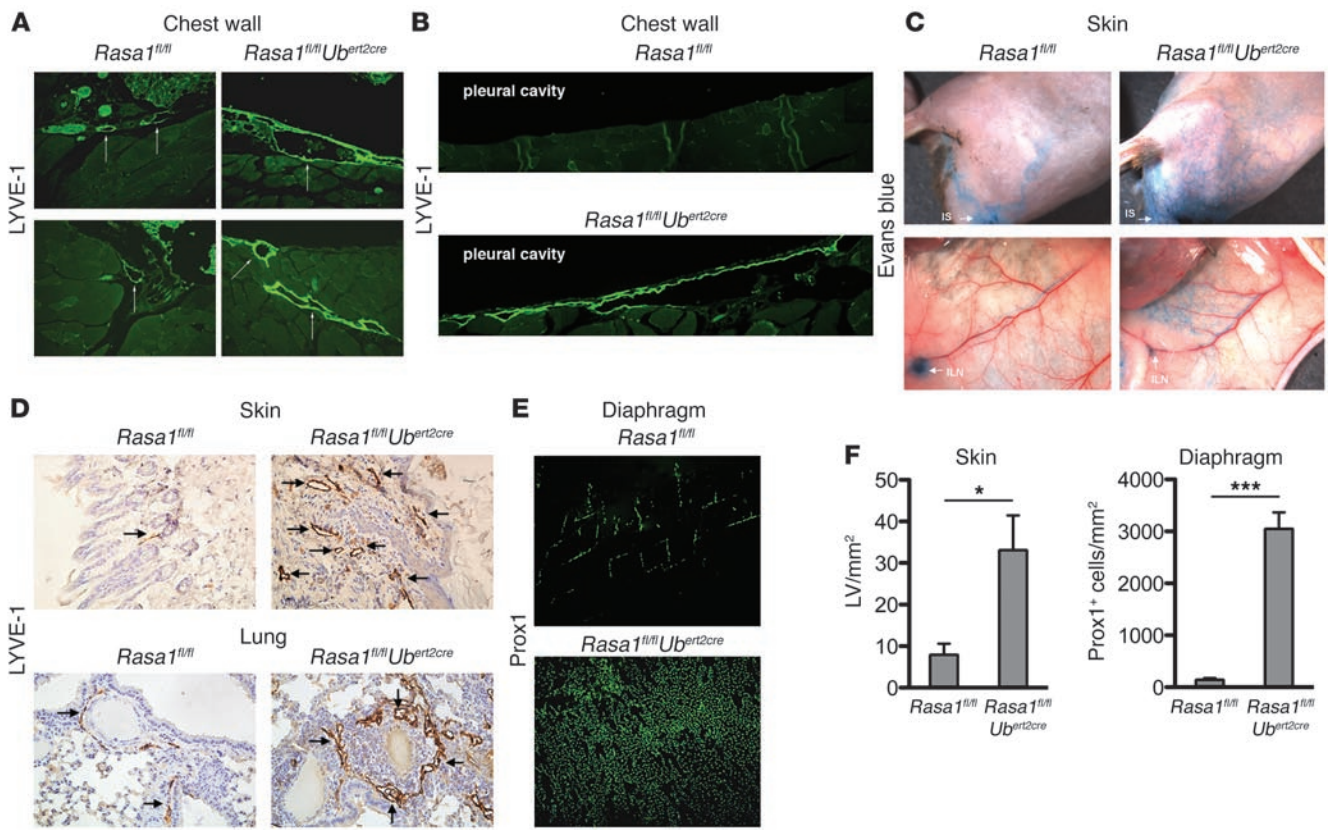 A
Chest wall
Rasa1fl/fl
Rasa1fl/flUbert2cre
LYVE-1
B
Chest wall
Rasa1fl/fl
pleural cavity
Rasa1fl/flUbert2cre
pleural cavity
LYVE-1
C
Skin
Rasa1fl/fl
Rasa1fl/flUbert2cre
Evans blue
IS
IS
ILN
ILN
D
Skin
Rasa1fl/fl
Rasa1fl/flUbert2cre
LYVE-1
Lung
Rasa1fl/fl
Rasa1fl/flUbert2cre
E
Diaphragm
Rasa1fl/fl
Prox1
Rasa1fl/flUbert2cre
F
Skin
*
LV/mm2
50
40
30
20
10
0
Rasa1fl/fl
Rasa1fl/fl
Ubert2cre
Diaphragm
***
Prox1+ cells/mm2
4000
3000
2000
1000
0
Rasa1fl/fl
Rasa1fl/fl
Ubert2cre